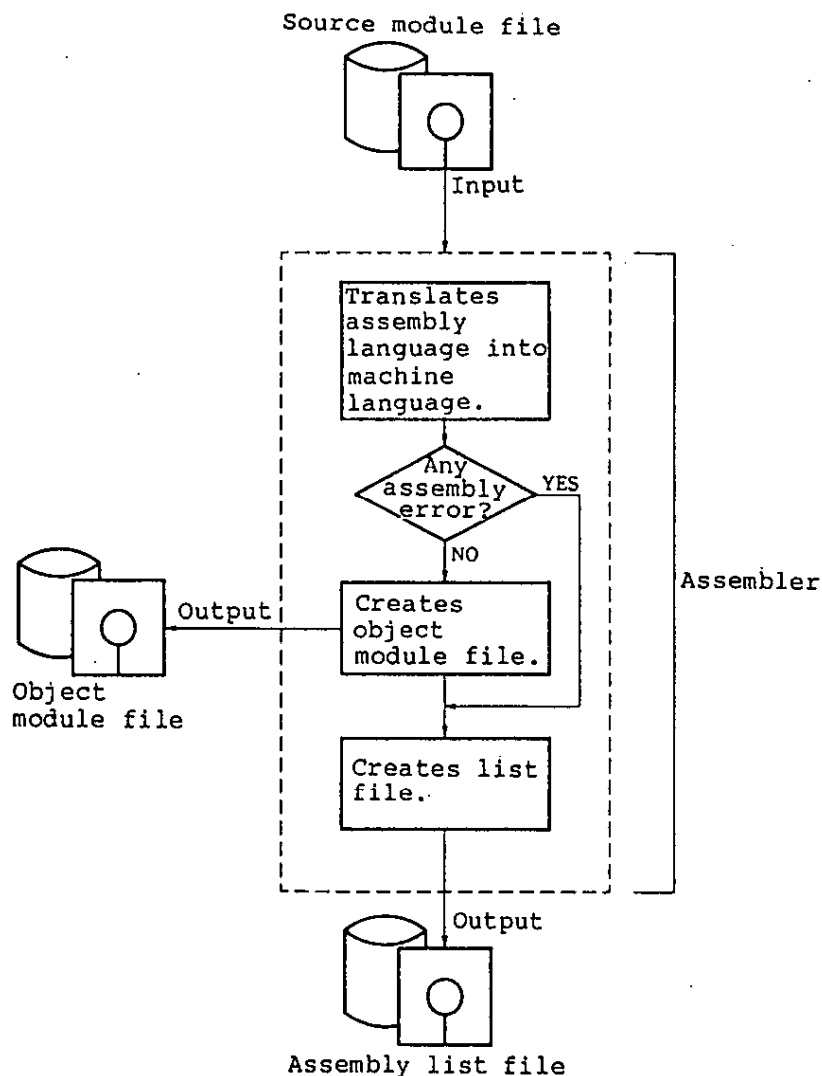 Source module file
Input
Translates
assembly
language into
machine
language.
Any
assembly
error?
YES
NO
Creates
object
module file.
Output
Object
module file
Assembler
Creates list
file.
Output
Assembly list file